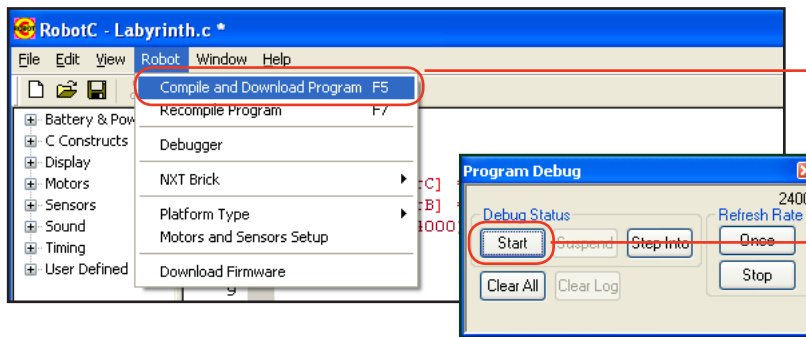 RobotC - Labyrinth.c *
File Edit View Robot Window Help
Compile and Download Program F5
Recompile Program F7
Debugger
NXT Brick
Platform Type
Motors and Sensors Setup
Download Firmware
Battery & Pow
C Constructs
Display
Motors
Sensors
Sound
Timing
User Defined
9
Program Debug
2400
Debug Status
Refresh Rate
Start Suspend Step Into Once
Clear All Clear Log Stop